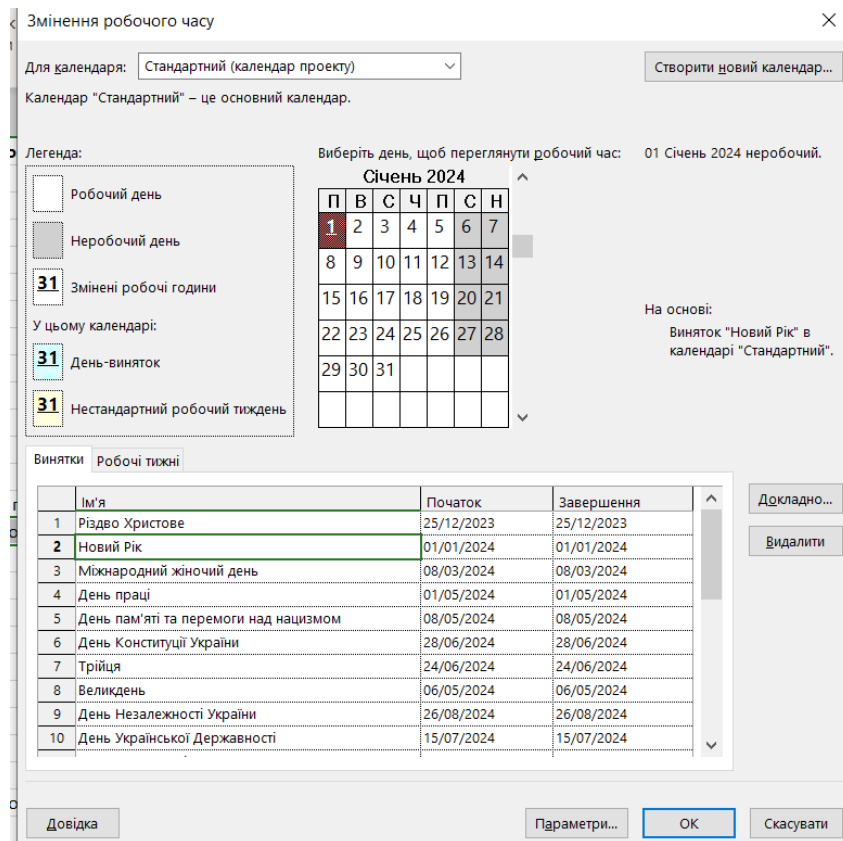 Змінення робочого часу
Для календаря: Стандартний (календар проекту) Створити новий календар...
Календар "Стандартний" – це основний календар.
Легенда: Виберіть день, щоб переглянути робочий час: 01 Січень 2024 неробочий.
Січень 2024
П В С Ч П С Н
1 2 3 4 5 6 7
8 9 10 11 12 13 14
15 16 17 18 19 20 21
22 23 24 25 26 27 28
29 30 31
Робочий день
Неробочий день
31 Змінені робочі години
У цьому календарі:
31 День-виняток
31 Нестандартний робочий тиждень
На основі:
Виняток "Новий Рік" в
календарі "Стандартний".
Винятки Робочі тижні
Ім'я Початок Завершення
1 Різдво Христове 25/12/2023 25/12/2023
2 Новий Рік 01/01/2024 01/01/2024
3 Міжнародний жіночий день 08/03/2024 08/03/2024
4 День праці 01/05/2024 01/05/2024
5 День пам'яті та перемоги над нацизмом 08/05/2024 08/05/2024
6 День Конституції України 28/06/2024 28/06/2024
7 Трійця 24/06/2024 24/06/2024
8 Великдень 06/05/2024 06/05/2024
9 День Незалежності України 26/08/2024 26/08/2024
10 День Української Державності 15/07/2024 15/07/2024
Докладно...
Видалити
Довідка Параметри... ОК Скасувати